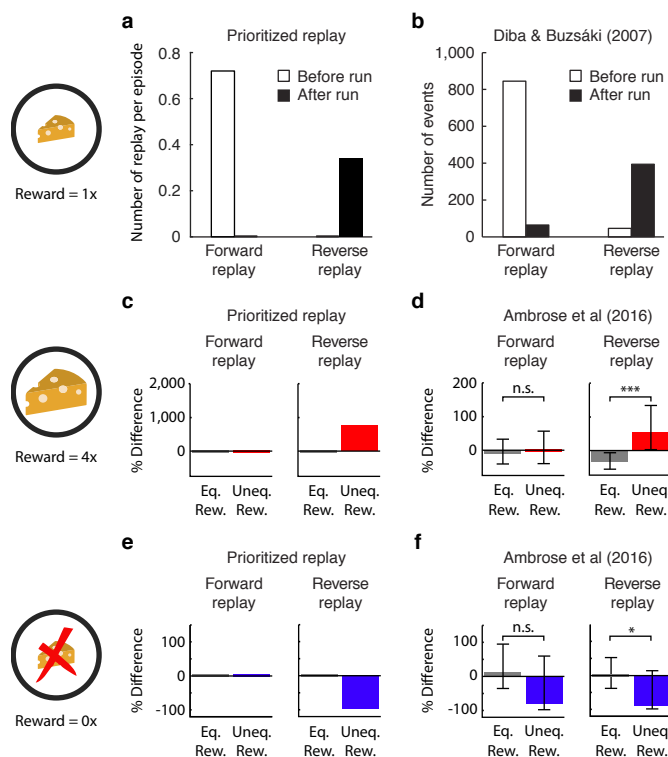 a
Prioritized replay
Number of replay per episode
0.8
0.6
0.4
0.2
0
Before run
After run
Forward
replay
Reverse
replay
b
Diba & Buzsáki (2007)
Number of events
1,000
800
600
400
200
0
Before run
After run
Forward
replay
Reverse
replay
Reward = 1x
c
Prioritized replay
Forward
replay
Reverse
replay
% Difference
2,000
1,000
0
Eq.
Rew.
Uneq.
Rew.
Eq.
Rew.
Uneq.
Rew.
d
Ambrose et al (2016)
Forward
replay
Reverse
replay
% Difference
200
100
0
n.s.
***
Eq.
Rew.
Uneq.
Rew.
Eq.
Rew.
Uneq.
Rew.
Reward = 4x
e
Prioritized replay
Forward
replay
Reverse
replay
% Difference
100
0
-100
Eq.
Rew.
Uneq.
Rew.
Eq.
Rew.
Uneq.
Rew.
f
Ambrose et al (2016)
Forward
replay
Reverse
replay
% Difference
100
0
-100
n.s.
*
Eq.
Rew.
Uneq.
Rew.
Eq.
Rew.
Uneq.
Rew.
Reward = 0x